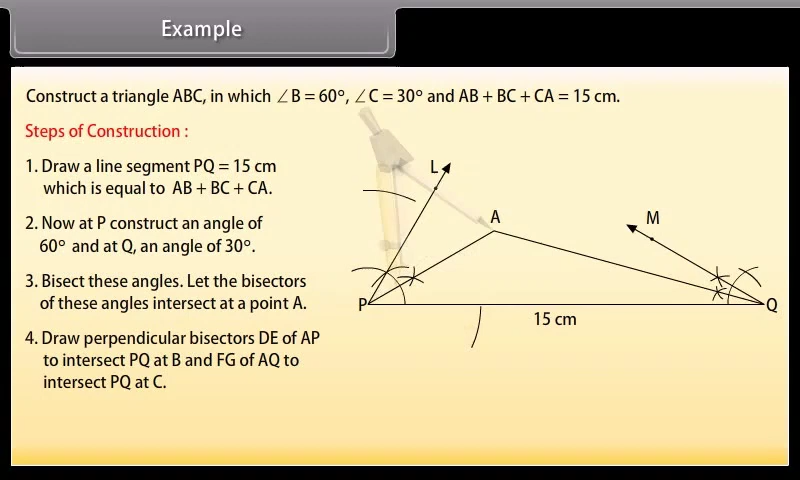 Example
Construct a triangle ABC, in which ∠B = 60°, ∠C = 30° and AB + BC + CA = 15 cm.
Steps of Construction :
1. Draw a line segment PQ = 15 cm
which is equal to AB + BC + CA.
2. Now at P construct an angle of
60° and at Q, an angle of 30°.
3. Bisect these angles. Let the bisectors
of these angles intersect at a point A.
4. Draw perpendicular bisectors DE of AP
to intersect PQ at B and FG of AQ to
intersect PQ at C.
L
A
M
P
Q
15 cm